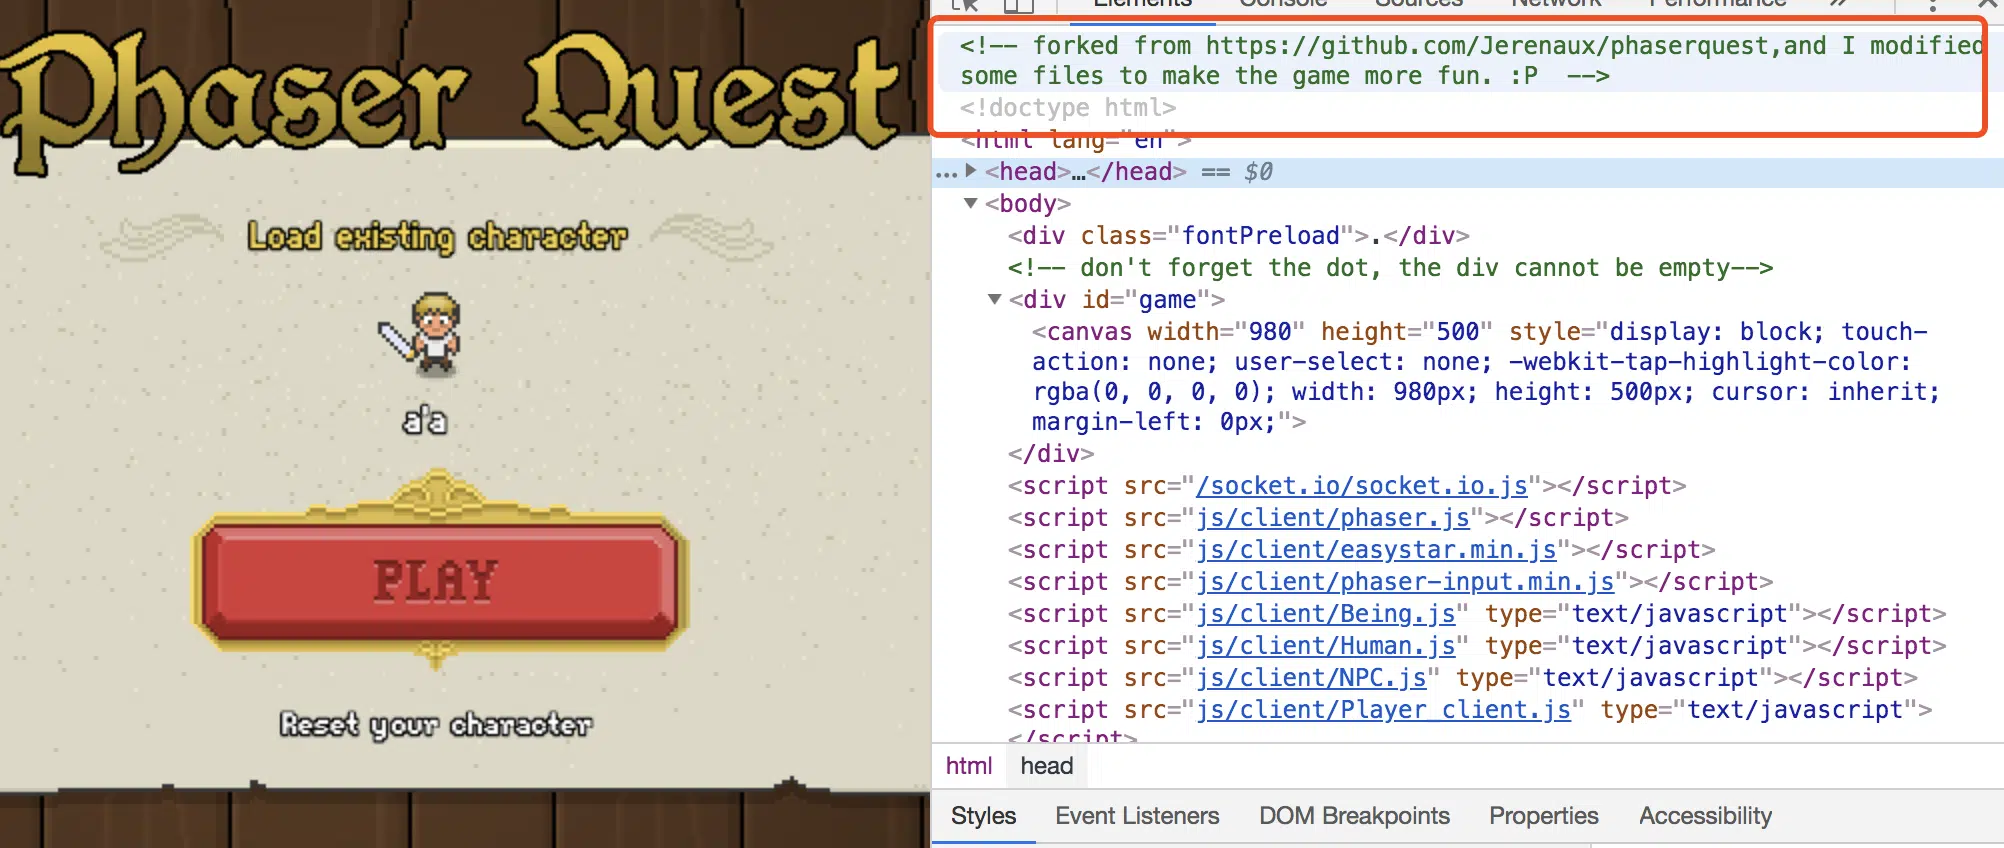 Phaser Quest
Load existing character
a'a
PLAY
Reset your character
Elements Console Sources Network Performance »
<!-- forked from https://github.com/Jerenaux/phaserquest,and I modified
some files to make the game more fun. :P  -->
<!doctype html>
<html lang="en">
…▶<head>…</head> == $0
▼<body>
<div class="fontPreload">.</div>
<!-- don't forget the dot, the div cannot be empty-->
▼<div id="game">
<canvas width="980" height="500" style="display: block; touch-
action: none; user-select: none; -webkit-tap-highlight-color:
rgba(0, 0, 0, 0); width: 980px; height: 500px; cursor: inherit;
margin-left: 0px;">
</div>
<script src="/socket.io/socket.io.js"></script>
<script src="js/client/phaser.js"></script>
<script src="js/client/easystar.min.js"></script>
<script src="js/client/phaser-input.min.js"></script>
<script src="js/client/Being.js" type="text/javascript"></script>
<script src="js/client/Human.js" type="text/javascript"></script>
<script src="js/client/NPC.js" type="text/javascript"></script>
<script src="js/client/Player_client.js" type="text/javascript">
</script>
html head
Styles Event Listeners DOM Breakpoints Properties Accessibility